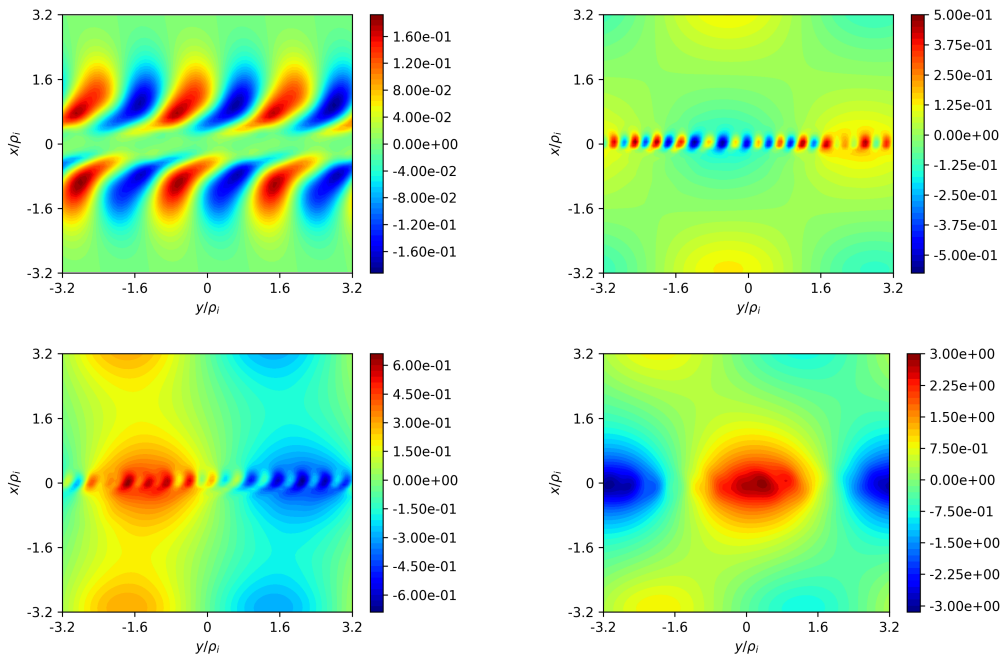 3.2
1.6
0
-1.6
-3.2
x/ρᵢ
-3.2 -1.6 0 1.6 3.2
y/ρᵢ
1.60e-01
1.20e-01
8.00e-02
4.00e-02
0.00e+00
-4.00e-02
-8.00e-02
-1.20e-01
-1.60e-01
3.2
1.6
0
-1.6
-3.2
x/ρᵢ
-3.2 -1.6 0 1.6 3.2
y/ρᵢ
5.00e-01
3.75e-01
2.50e-01
1.25e-01
0.00e+00
-1.25e-01
-2.50e-01
-3.75e-01
-5.00e-01
3.2
1.6
0
-1.6
-3.2
x/ρᵢ
-3.2 -1.6 0 1.6 3.2
y/ρᵢ
6.00e-01
4.50e-01
3.00e-01
1.50e-01
0.00e+00
-1.50e-01
-3.00e-01
-4.50e-01
-6.00e-01
3.2
1.6
0
-1.6
-3.2
x/ρᵢ
-3.2 -1.6 0 1.6 3.2
y/ρᵢ
3.00e+00
2.25e+00
1.50e+00
7.50e-01
0.00e+00
-7.50e-01
-1.50e+00
-2.25e+00
-3.00e+00